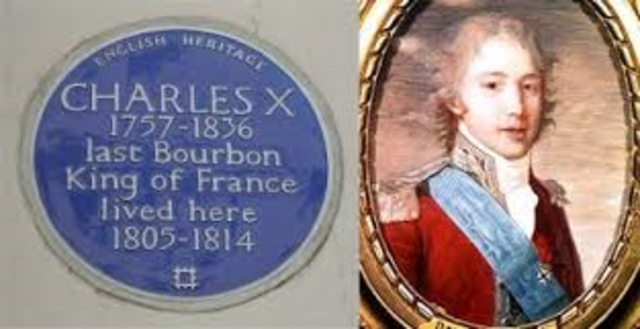 ENGLISH HERITAGE
CHARLES X
1757-1836
last Bourbon
King of France
lived here
1805-1814